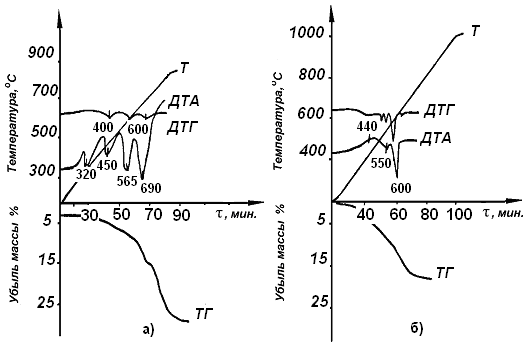 Температура,°С
900
700
500
300
Т
ДТА
ДТГ
400
600
320
450
565
690
30
50
70
90
τ, мин.
Убыль массы %
5
15
25
ТГ
а)
Температура,°С
1000
800
600
400
Т
ДТГ
ДТА
440
550
600
40
60
80
100
τ, мин.
Убыль массы %
5
15
25
ТГ
б)